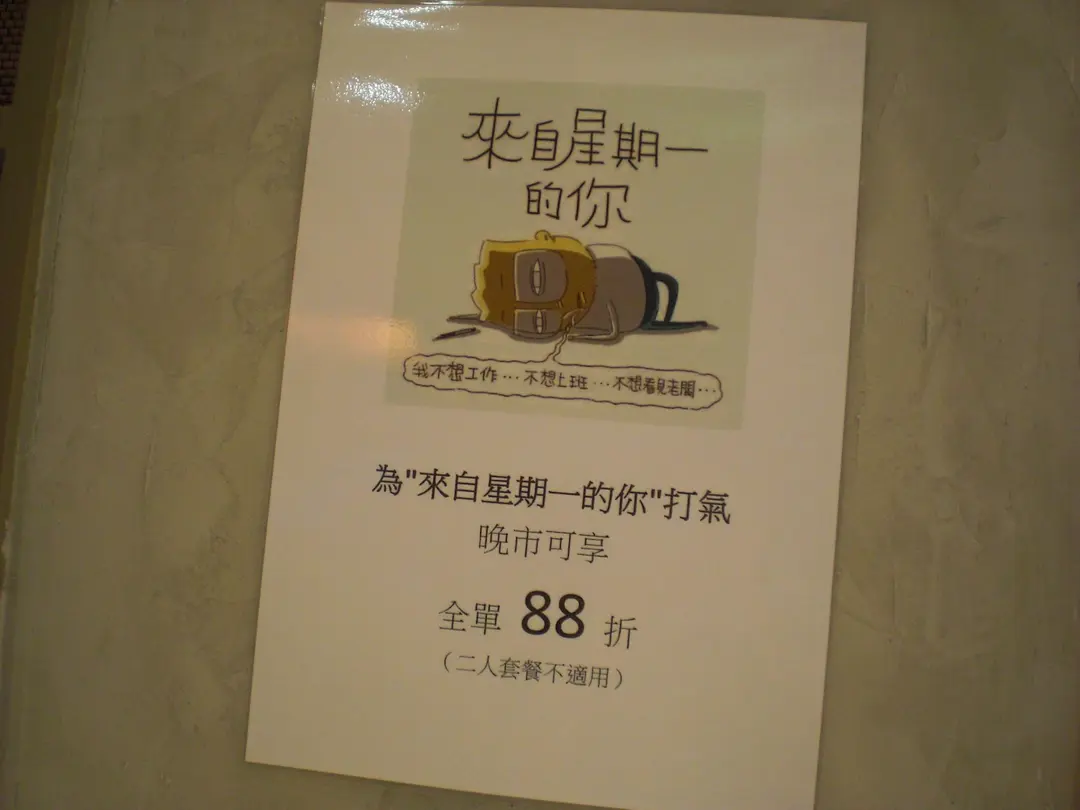 來自星期一
的你
我不想工作…不想上班…不想看見老闆…
為"來自星期一的你"打氣
晚市可享
全單 88 折
（二人套餐不適用）